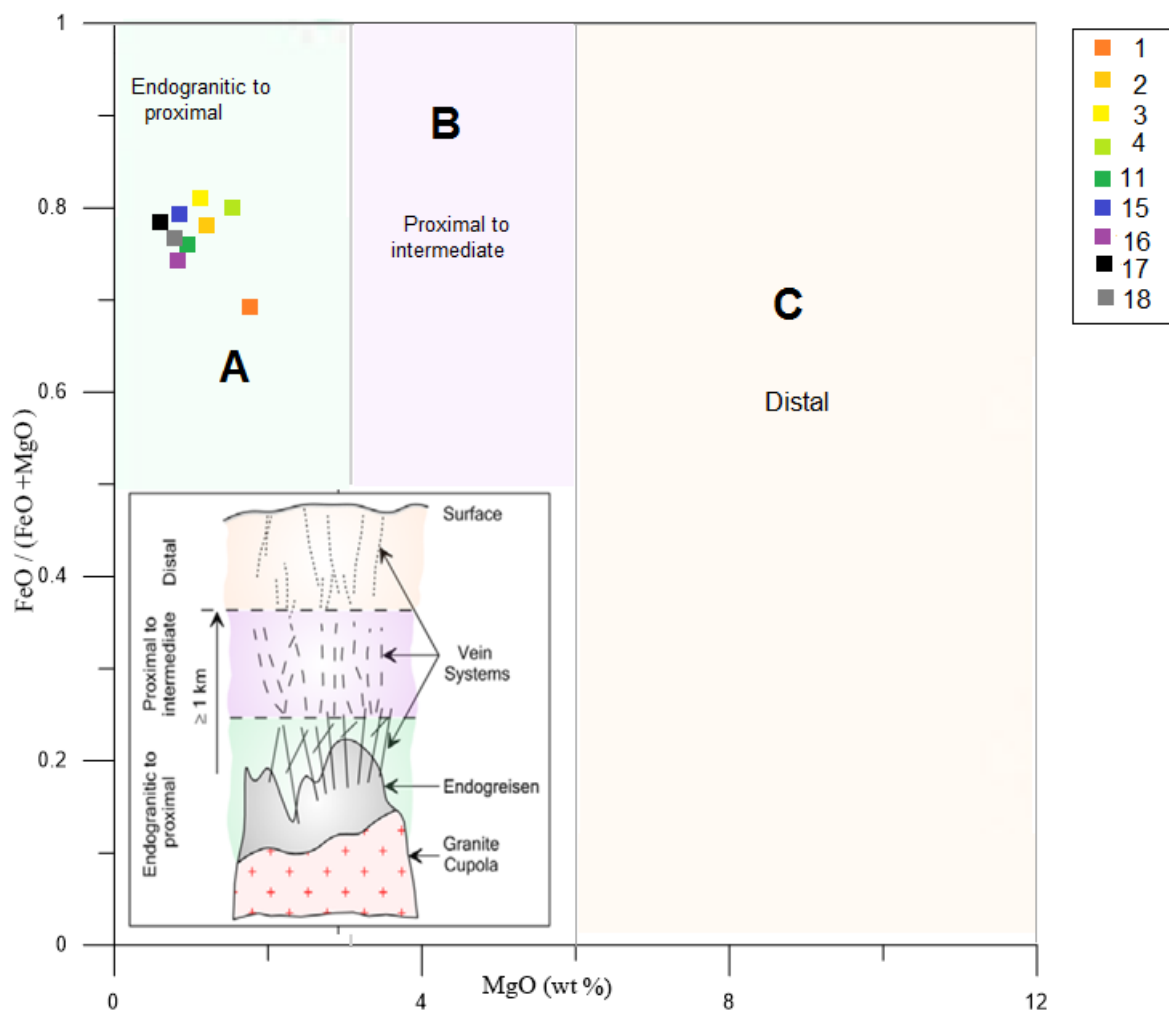 1
0.8
0.6
0.4
0.2
0
FeO / (FeO +MgO)
0
4
8
12
MgO (wt %)
Endogranitic to
proximal
A
B
Proximal to
intermediate
C
Distal
1
2
3
4
11
15
16
17
18
Surface
Distal
Proximal to
intermediate
≥ 1 km
Vein
Systems
Endogranitic to
proximal
Endogreisen
Granite
Cupola